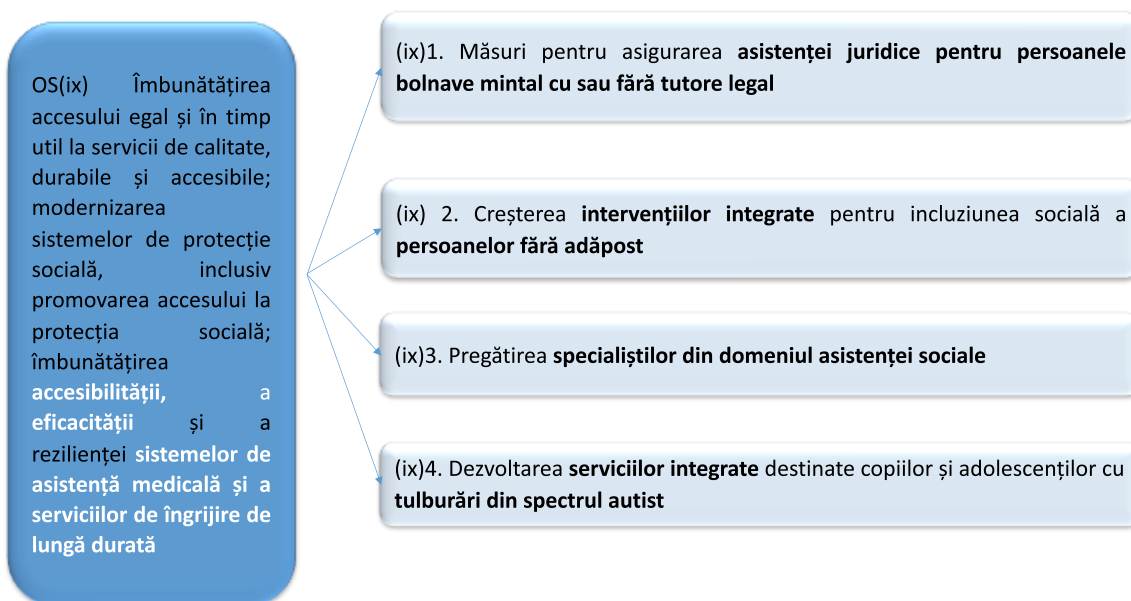 OS(ix) Îmbunătățirea
accesului egal și în timp
util la servicii de calitate,
durabile și accesibile;
modernizarea
sistemelor de protecție
socială, inclusiv
promovarea accesului la
protecția socială;
îmbunătățirea
accesibilității, a
eficacității și a
rezilienței sistemelor de
asistență medicală și a
serviciilor de îngrijire de
lungă durată
(ix)1. Măsuri pentru asigurarea asistenței juridice pentru persoanele
bolnave mintal cu sau fără tutore legal
(ix) 2. Creșterea intervențiilor integrate pentru incluziunea socială a
persoanelor fără adăpost
(ix)3. Pregătirea specialiștilor din domeniul asistenței sociale
(ix)4. Dezvoltarea serviciilor integrate destinate copiilor și adolescenților cu
tulburări din spectrul autist